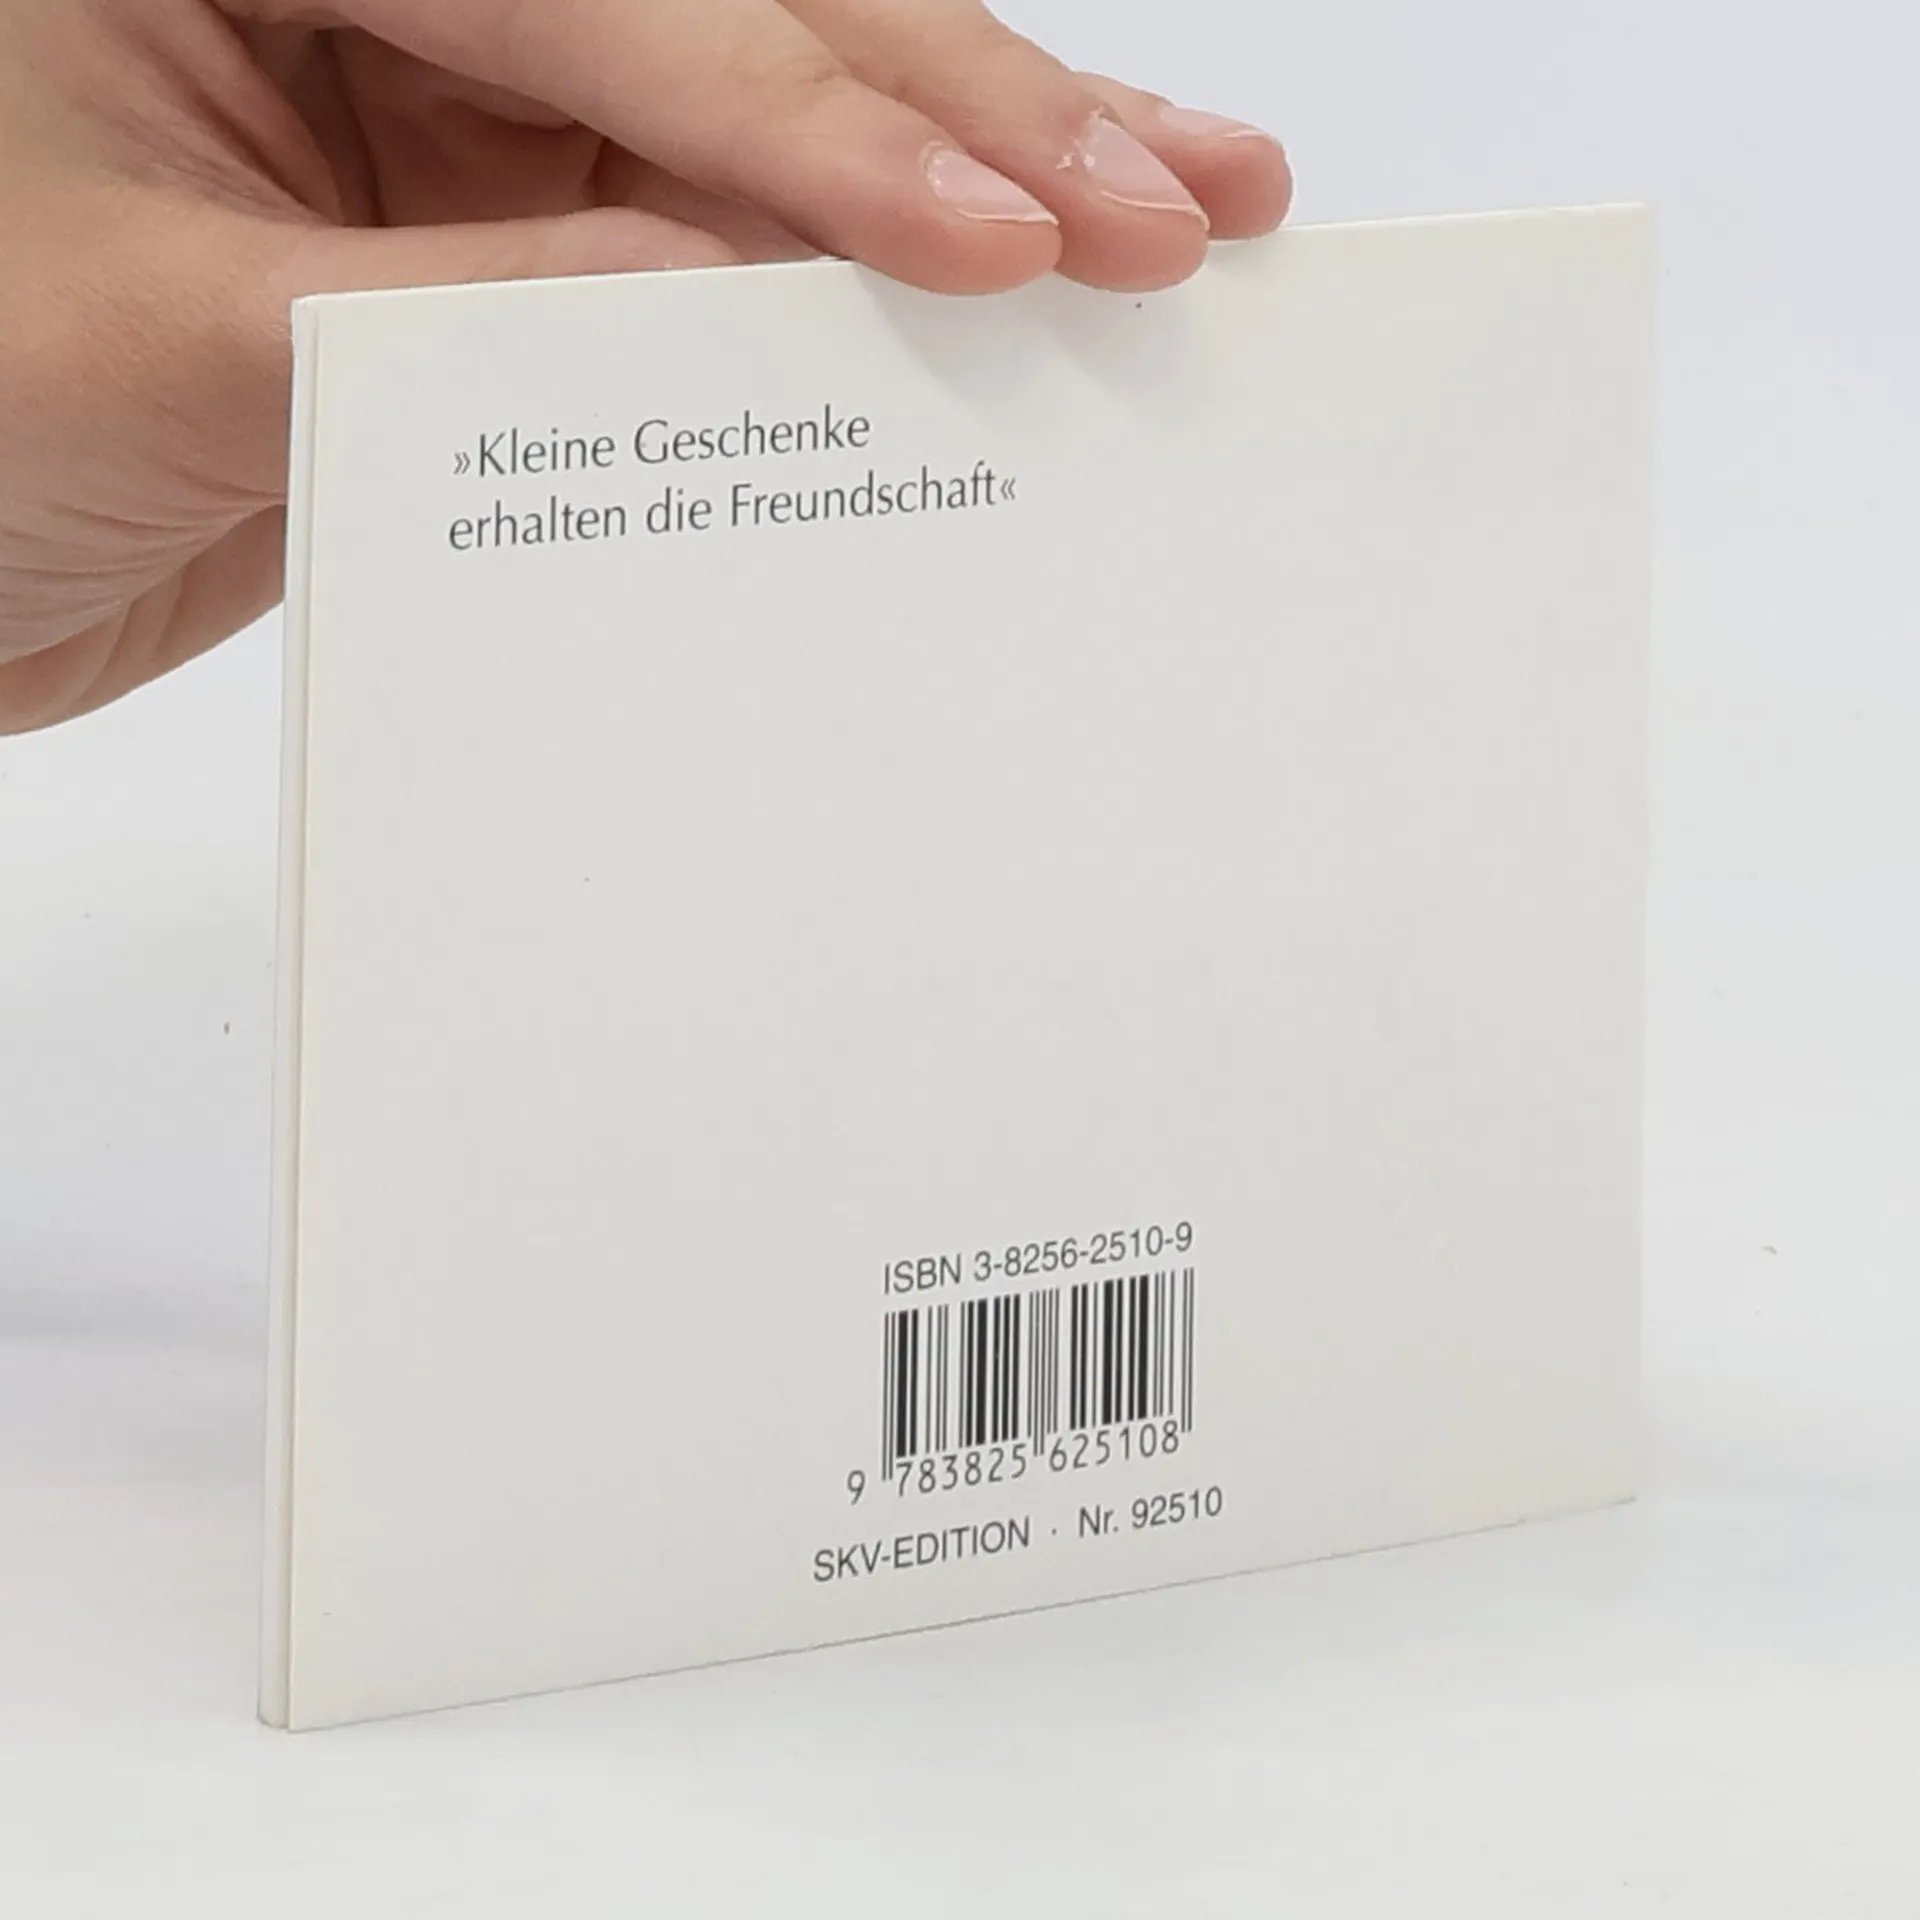 »Kleine Geschenke
erhalten die Freundschaft«
ISBN 3-8256-2510-9
9 783825 625108
SKV-EDITION · Nr. 92510